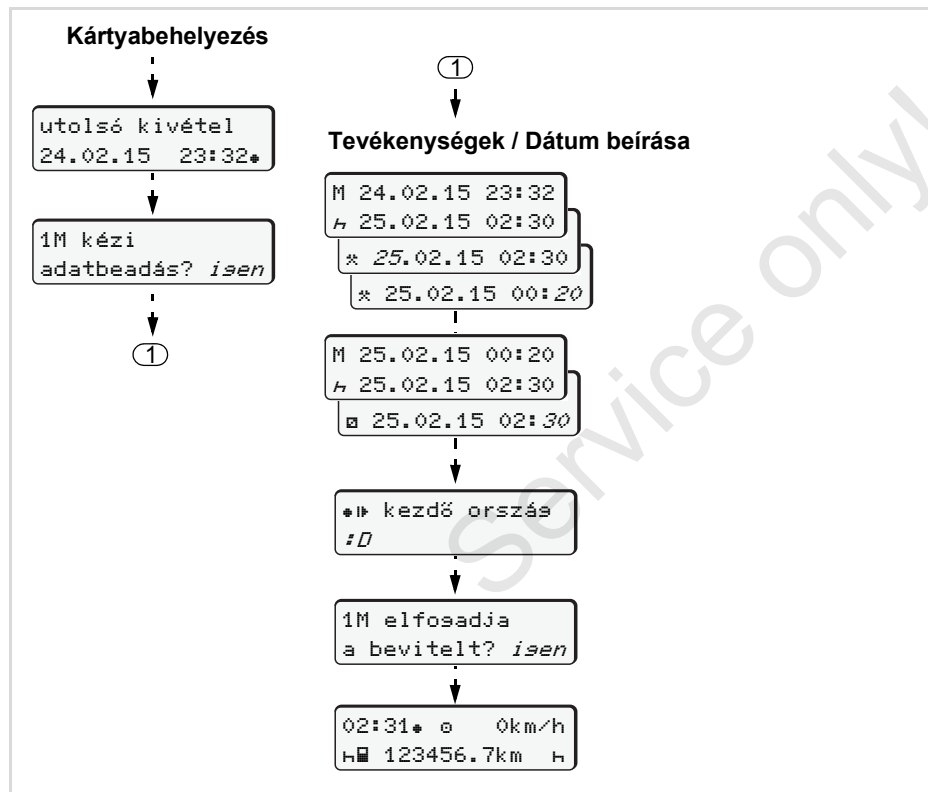 Kártyabehelyezés
utolsó kivétel
24.02.15 23:32
1M kézi
adatbeadás? igen
1
1
Tevékenységek / Dátum beírása
M 24.02.15 23:32
25.02.15 02:30
25.02.15 02:30
25.02.15 00:20
M 25.02.15 00:20
25.02.15 02:30
25.02.15 02:30
kezdő ország
:D
1M elfogadja
a bevitelt? igen
02:31 0km/h
123456.7km
Service only!